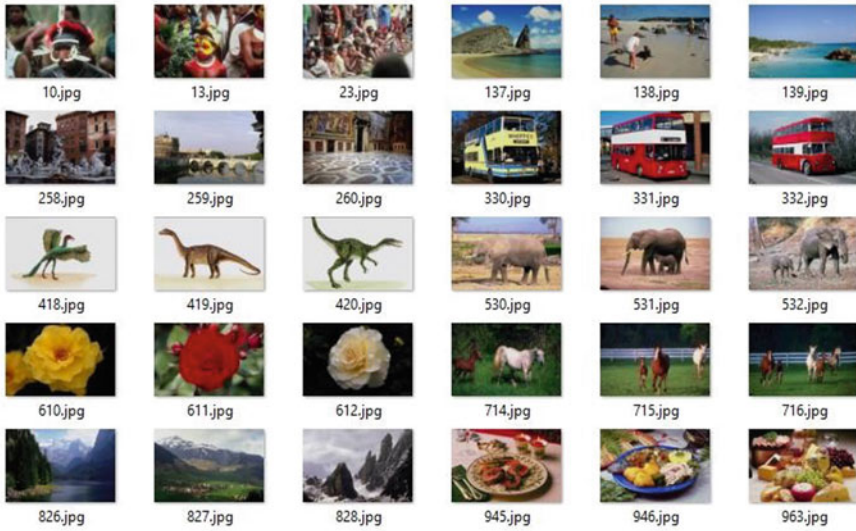 10.jpg 13.jpg 23.jpg 137.jpg 138.jpg 139.jpg
258.jpg 259.jpg 260.jpg 330.jpg 331.jpg 332.jpg
418.jpg 419.jpg 420.jpg 530.jpg 531.jpg 532.jpg
610.jpg 611.jpg 612.jpg 714.jpg 715.jpg 716.jpg
826.jpg 827.jpg 828.jpg 945.jpg 946.jpg 963.jpg